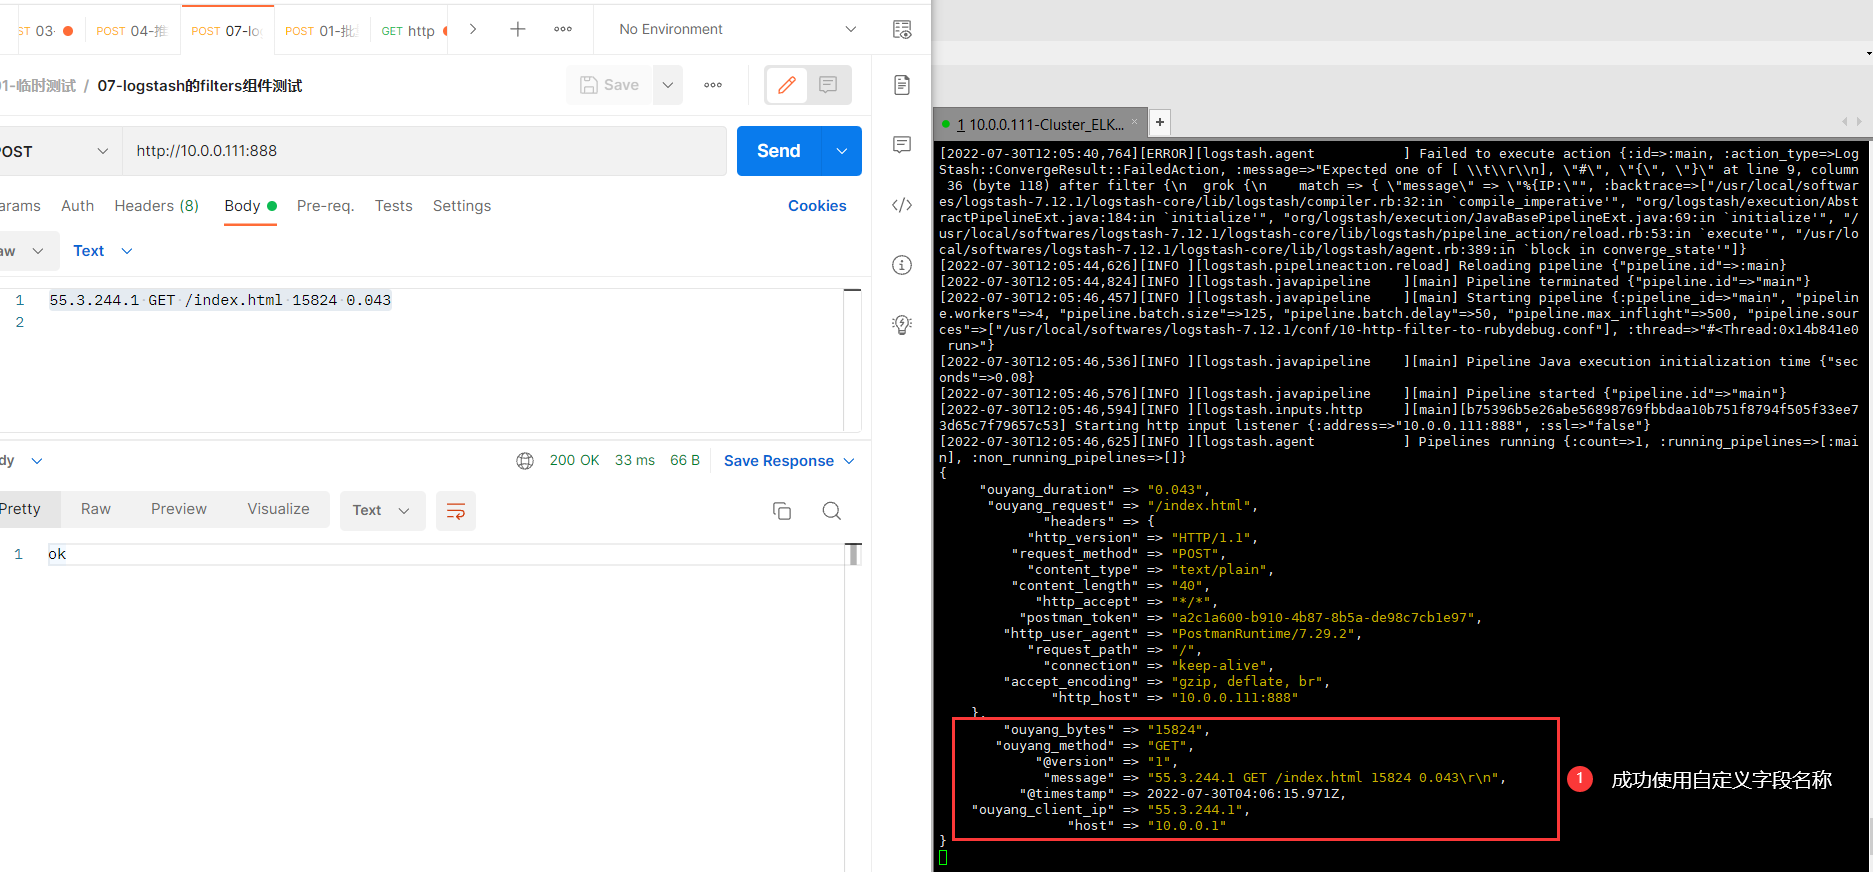 ST 03- POST 04-推 POST 07-lo POST 01-批 GET http No Environment
01-临时测试 / 07-logstash的filters组件测试 Save
POST http://10.0.0.111:888 Send
arams Auth Headers (8) Body Pre-req. Tests Settings Cookies
aw Text
1 55.3.244.1 GET /index.html 15824 0.043
2
dy 200 OK 33 ms 66 B Save Response
Pretty Raw Preview Visualize Text
1 ok
1 10.0.0.111-Cluster_ELK... × +
[2022-07-30T12:05:40,764][ERROR][logstash.agent           ] Failed to execute action {:id=>:main, :action_type=>Log
Stash::ConvergeResult::FailedAction, :message=>"Expected one of [ \\t\\r\\n], \"#\", \"{\", \"}\" at line 9, column
 36 (byte 118) after filter {\n  grok {\n    match => { \"message\" => \"%{IP:\"", :backtrace=>["/usr/local/softwar
es/logstash-7.12.1/logstash-core/lib/logstash/compiler.rb:32:in `compile_imperative'", "org/logstash/execution/Abs
tractPipelineExt.java:184:in `initialize'", "org/logstash/execution/JavaBasePipelineExt.java:69:in `initialize'", "/
usr/local/softwares/logstash-7.12.1/logstash-core/lib/logstash/pipeline_action/reload.rb:53:in `execute'", "/usr/lo
cal/softwares/logstash-7.12.1/logstash-core/lib/logstash/agent.rb:389:in `block in converge_state'"]}
[2022-07-30T12:05:44,626][INFO ][logstash.pipelineaction.reload] Reloading pipeline {"pipeline.id"=>:main}
[2022-07-30T12:05:44,824][INFO ][logstash.javapipeline    ][main] Pipeline terminated {"pipeline.id"=>"main"}
[2022-07-30T12:05:46,457][INFO ][logstash.javapipeline    ][main] Starting pipeline {:pipeline_id=>"main", "pipelin
e.workers"=>4, "pipeline.batch.size"=>125, "pipeline.batch.delay"=>50, "pipeline.max_inflight"=>500, "pipeline.sour
ces"=>["/usr/local/softwares/logstash-7.12.1/conf/10-http-filter-to-rubydebug.conf"], :thread=>"#<Thread:0x14b841e0
 run>"}
[2022-07-30T12:05:46,536][INFO ][logstash.javapipeline    ][main] Pipeline Java execution initialization time {"sec
onds"=>0.08}
[2022-07-30T12:05:46,576][INFO ][logstash.javapipeline    ][main] Pipeline started {"pipeline.id"=>"main"}
[2022-07-30T12:05:46,594][INFO ][logstash.inputs.http     ][main][b75396b5e26abe56898769fbbdaa10b751f8794f505f33ee7
3d65c7f79657c53] Starting http input listener {:address=>"10.0.0.111:888", :ssl=>"false"}
[2022-07-30T12:05:46,625][INFO ][logstash.agent           ] Pipelines running {:count=>1, :running_pipelines=>[:mai
n], :non_running_pipelines=>[]}
{
"ouyang_duration" => "0.043",
"ouyang_request" => "/index.html",
"headers" => {
"http_version" => "HTTP/1.1",
"request_method" => "POST",
"content_type" => "text/plain",
"content_length" => "40",
"http_accept" => "*/*",
"postman_token" => "a2c1a600-b910-4b87-8b5a-de98c7cb1e97",
"http_user_agent" => "PostmanRuntime/7.29.2",
"request_path" => "/",
"connection" => "keep-alive",
"accept_encoding" => "gzip, deflate, br",
"http_host" => "10.0.0.111:888"
},
"ouyang_bytes" => "15824",
"ouyang_method" => "GET",
"@version" => "1",
"message" => "55.3.244.1 GET /index.html 15824 0.043\r\n",
"@timestamp" => 2022-07-30T04:06:15.971Z,
"ouyang_client_ip" => "55.3.244.1",
"host" => "10.0.0.1"
}
1 成功使用自定义字段名称